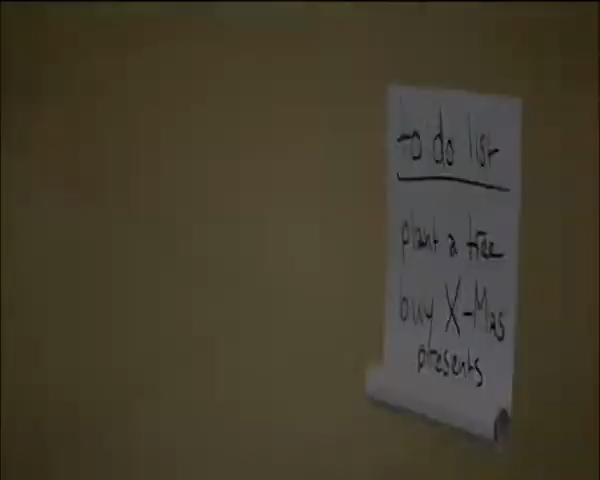 to do list
plant a tree
buy X-Mas
presents